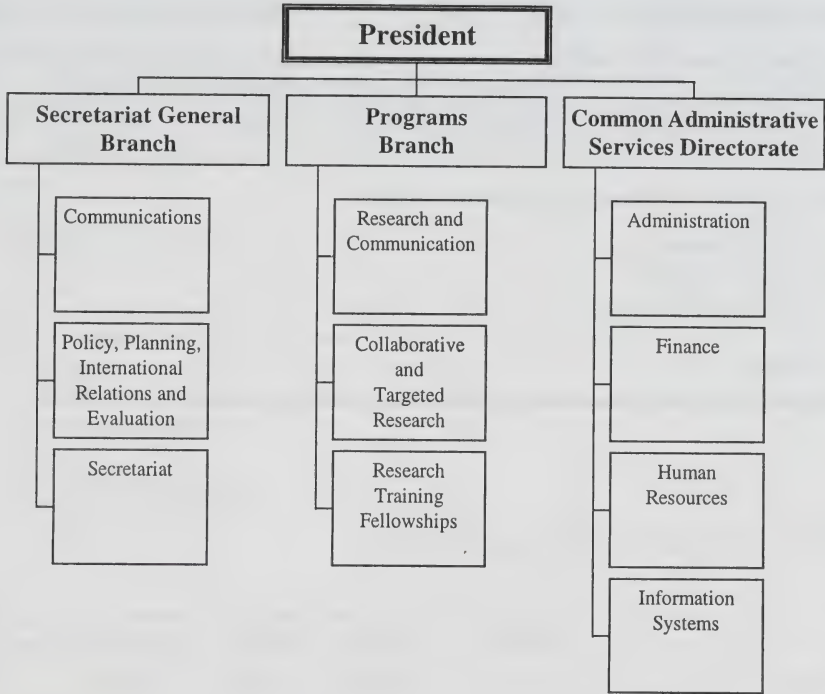 President
Secretariat General
Branch
Communications
Policy, Planning,
International
Relations and
Evaluation
Secretariat
Programs
Branch
Research and
Communication
Collaborative
and
Targeted
Research
Research
Training
Fellowships
Common Administrative
Services Directorate
Administration
Finance
Human
Resources
Information
Systems